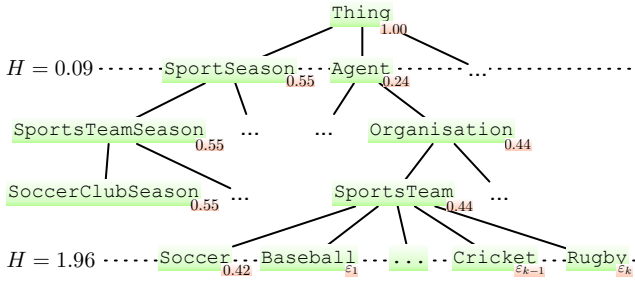 Thing
1.00
H = 0.09 SportSeason Agent ...
0.55 0.24
SportsTeamSeason ... ... Organisation
0.55 0.44
SoccerClubSeason ... SportsTeam ...
0.55 0.44
H = 1.96 Soccer Baseball ... Cricket Rugby
0.42 ε₁ εₖ₋₁ εₖ